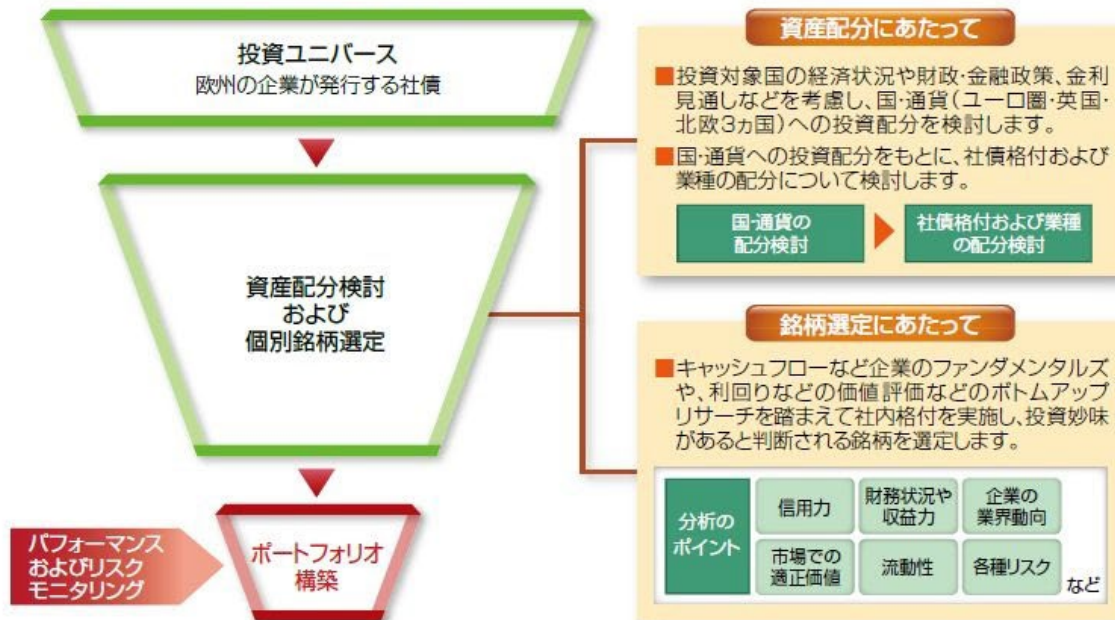 投資ユニバース
欧州の企業が発行する社債
資産配分検討
および
個別銘柄選定
パフォーマンス
およびリスク
モニタリング
ポートフォリオ
構築
資産配分にあたって
■投資対象国の経済状況や財政・金融政策、金利
見通しなどを考慮し、国・通貨(ユーロ圏・英国・
北欧3ヵ国)への投資配分を検討します。
■国・通貨への投資配分をもとに、社債格付および
業種の配分について検討します。
国・通貨の
配分検討
社債格付および業種
の配分検討
銘柄選定にあたって
■キャッシュフローなど企業のファンダメンタルズ
や、利回りなどの価値評価などのボトムアップ
リサーチを踏まえて社内格付を実施し、投資妙味
があると判断される銘柄を選定します。
分析の
ポイント
信用力
財務状況や
収益力
企業の
業界動向
市場での
適正価値
流動性
各種リスク
など